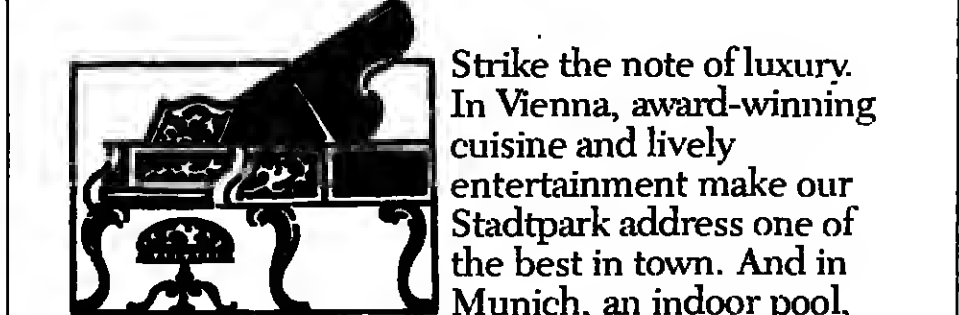 Strike the note of luxury.
In Vienna, award-winning
cuisine and lively
entertainment make our
Stadtpark address one of
the best in town. And in
Munich, an indoor pool,